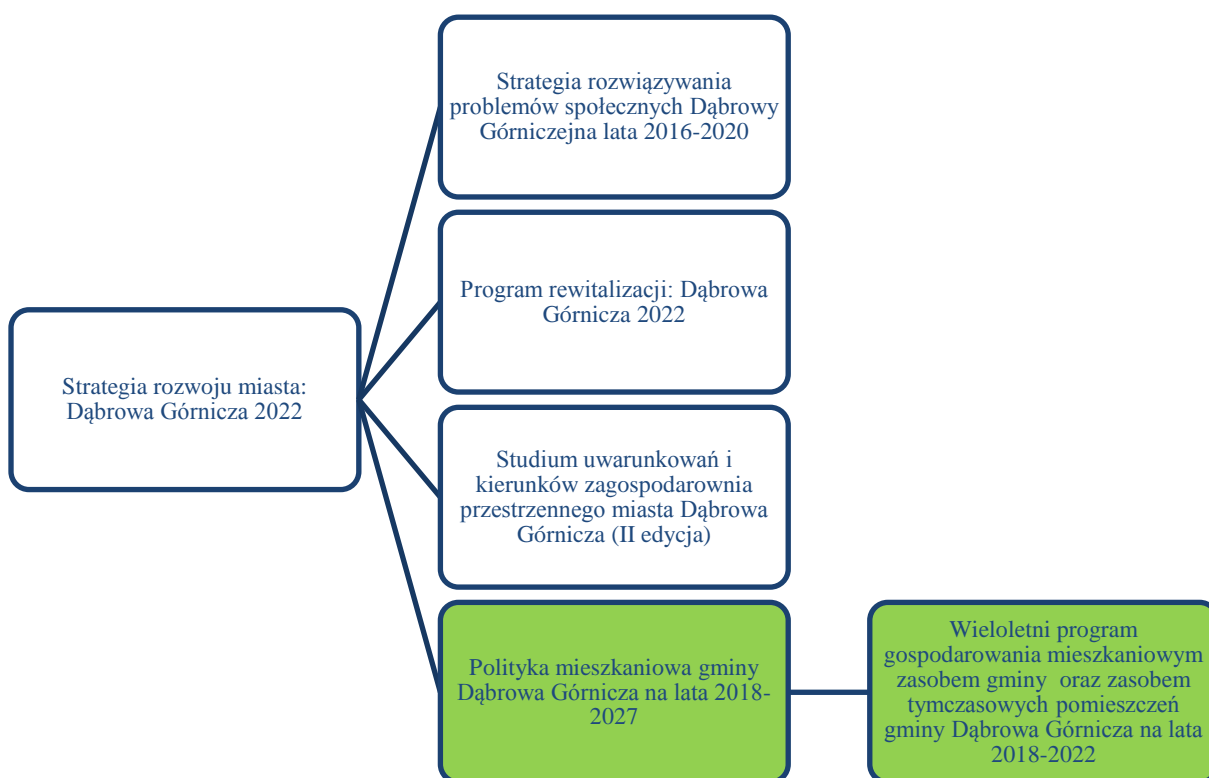 Strategia rozwiązywania
problemów społecznych Dąbrowy
Górniczejna lata 2016-2020
Program rewitalizacji: Dąbrowa
Górnicza 2022
Strategia rozwoju miasta:
Dąbrowa Górnicza 2022
Studium uwarunkowań i
kierunków zagospodarownia
przestrzennego miasta Dąbrowa
Górnicza (II edycja)
Polityka mieszkaniowa gminy
Dąbrowa Górnicza na lata 2018-
2027
Wieloletni program
gospodarowania mieszkaniowym
zasobem gminy oraz zasobem
tymczasowych pomieszczeń
gminy Dąbrowa Górnicza na lata
2018-2022